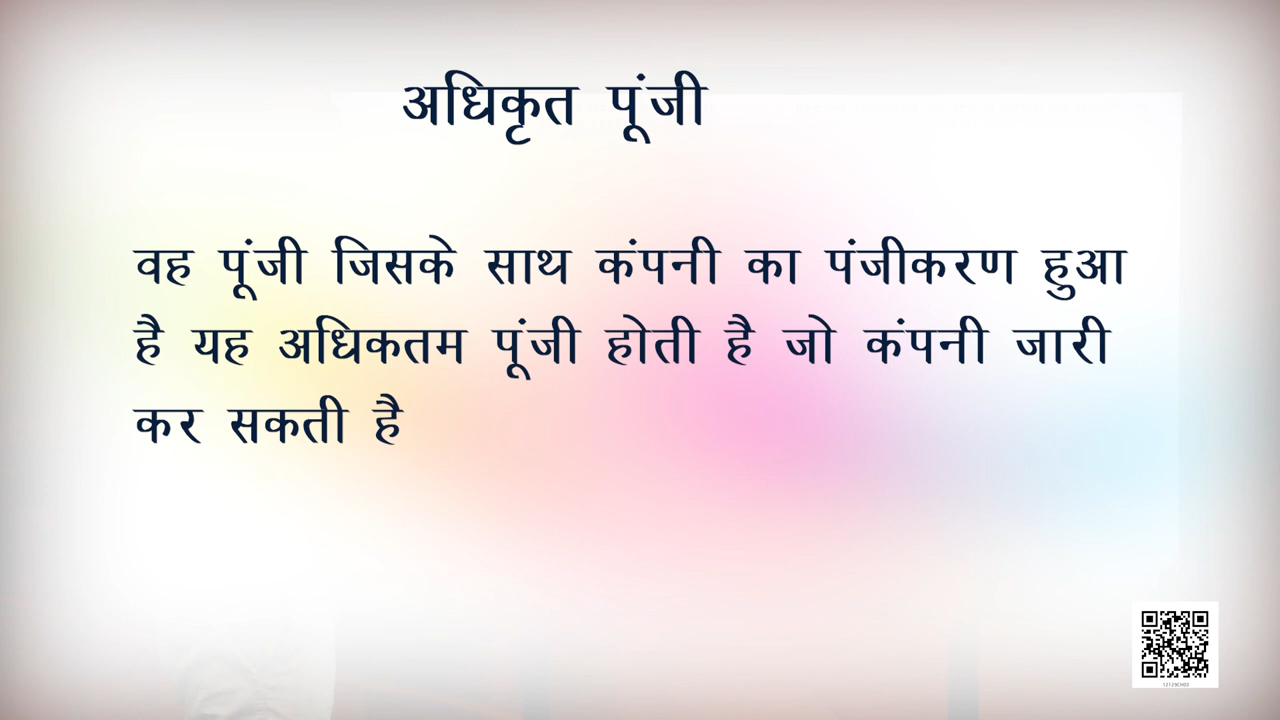 अधिकृत पूंजी
वह पूंजी जिसके साथ कंपनी का पंजीकरण हुआ
है यह अधिकतम पूंजी होती है जो कंपनी जारी
कर सकती है